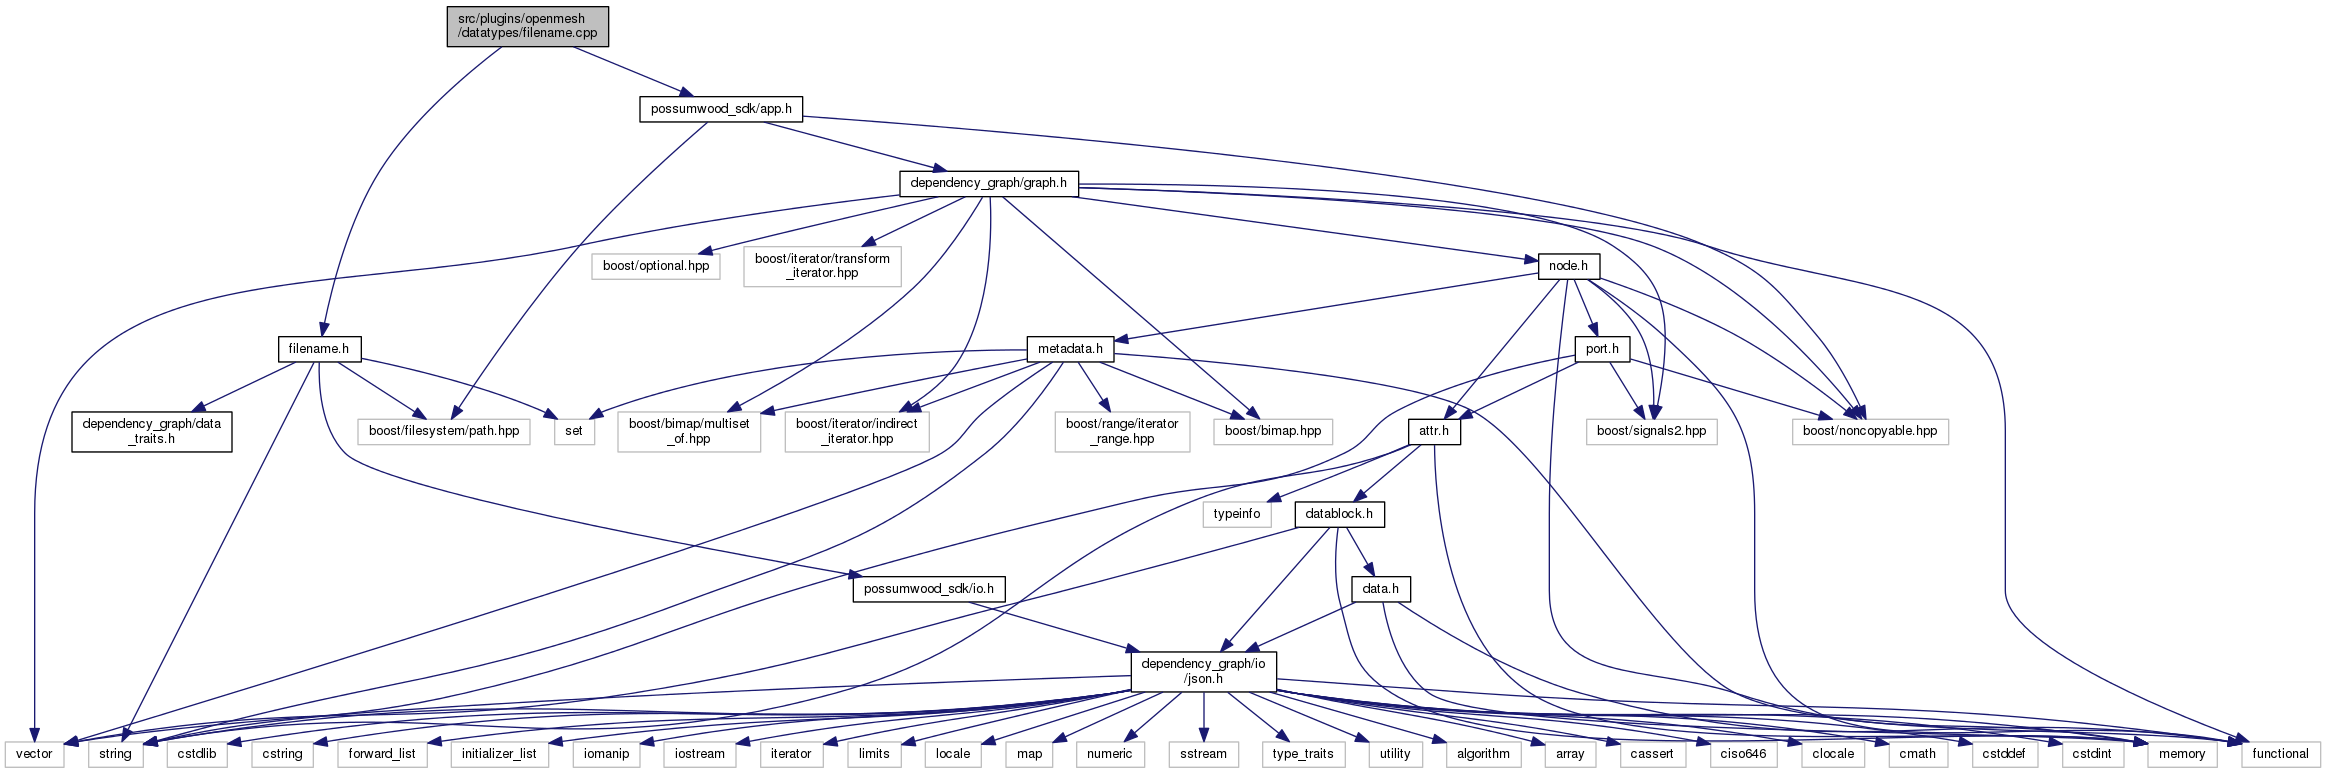 src/plugins/openmesh
/datatypes/filename.cpp
possumwood_sdk/app.h
dependency_graph/graph.h
boost/optional.hpp
boost/iterator/transform
_iterator.hpp
node.h
filename.h
metadata.h
port.h
dependency_graph/data
_traits.h
boost/filesystem/path.hpp
set
boost/bimap/multiset
_of.hpp
boost/iterator/indirect
_iterator.hpp
boost/range/iterator
_range.hpp
boost/bimap.hpp
attr.h
boost/signals2.hpp
boost/noncopyable.hpp
typeinfo
datablock.h
possumwood_sdk/io.h
data.h
dependency_graph/io
/json.h
vector
string
cstdlib
cstring
forward_list
initializer_list
iomanip
iostream
iterator
limits
locale
map
numeric
sstream
type_traits
utility
algorithm
array
cassert
ciso646
clocale
cmath
cstddef
cstdint
memory
functional